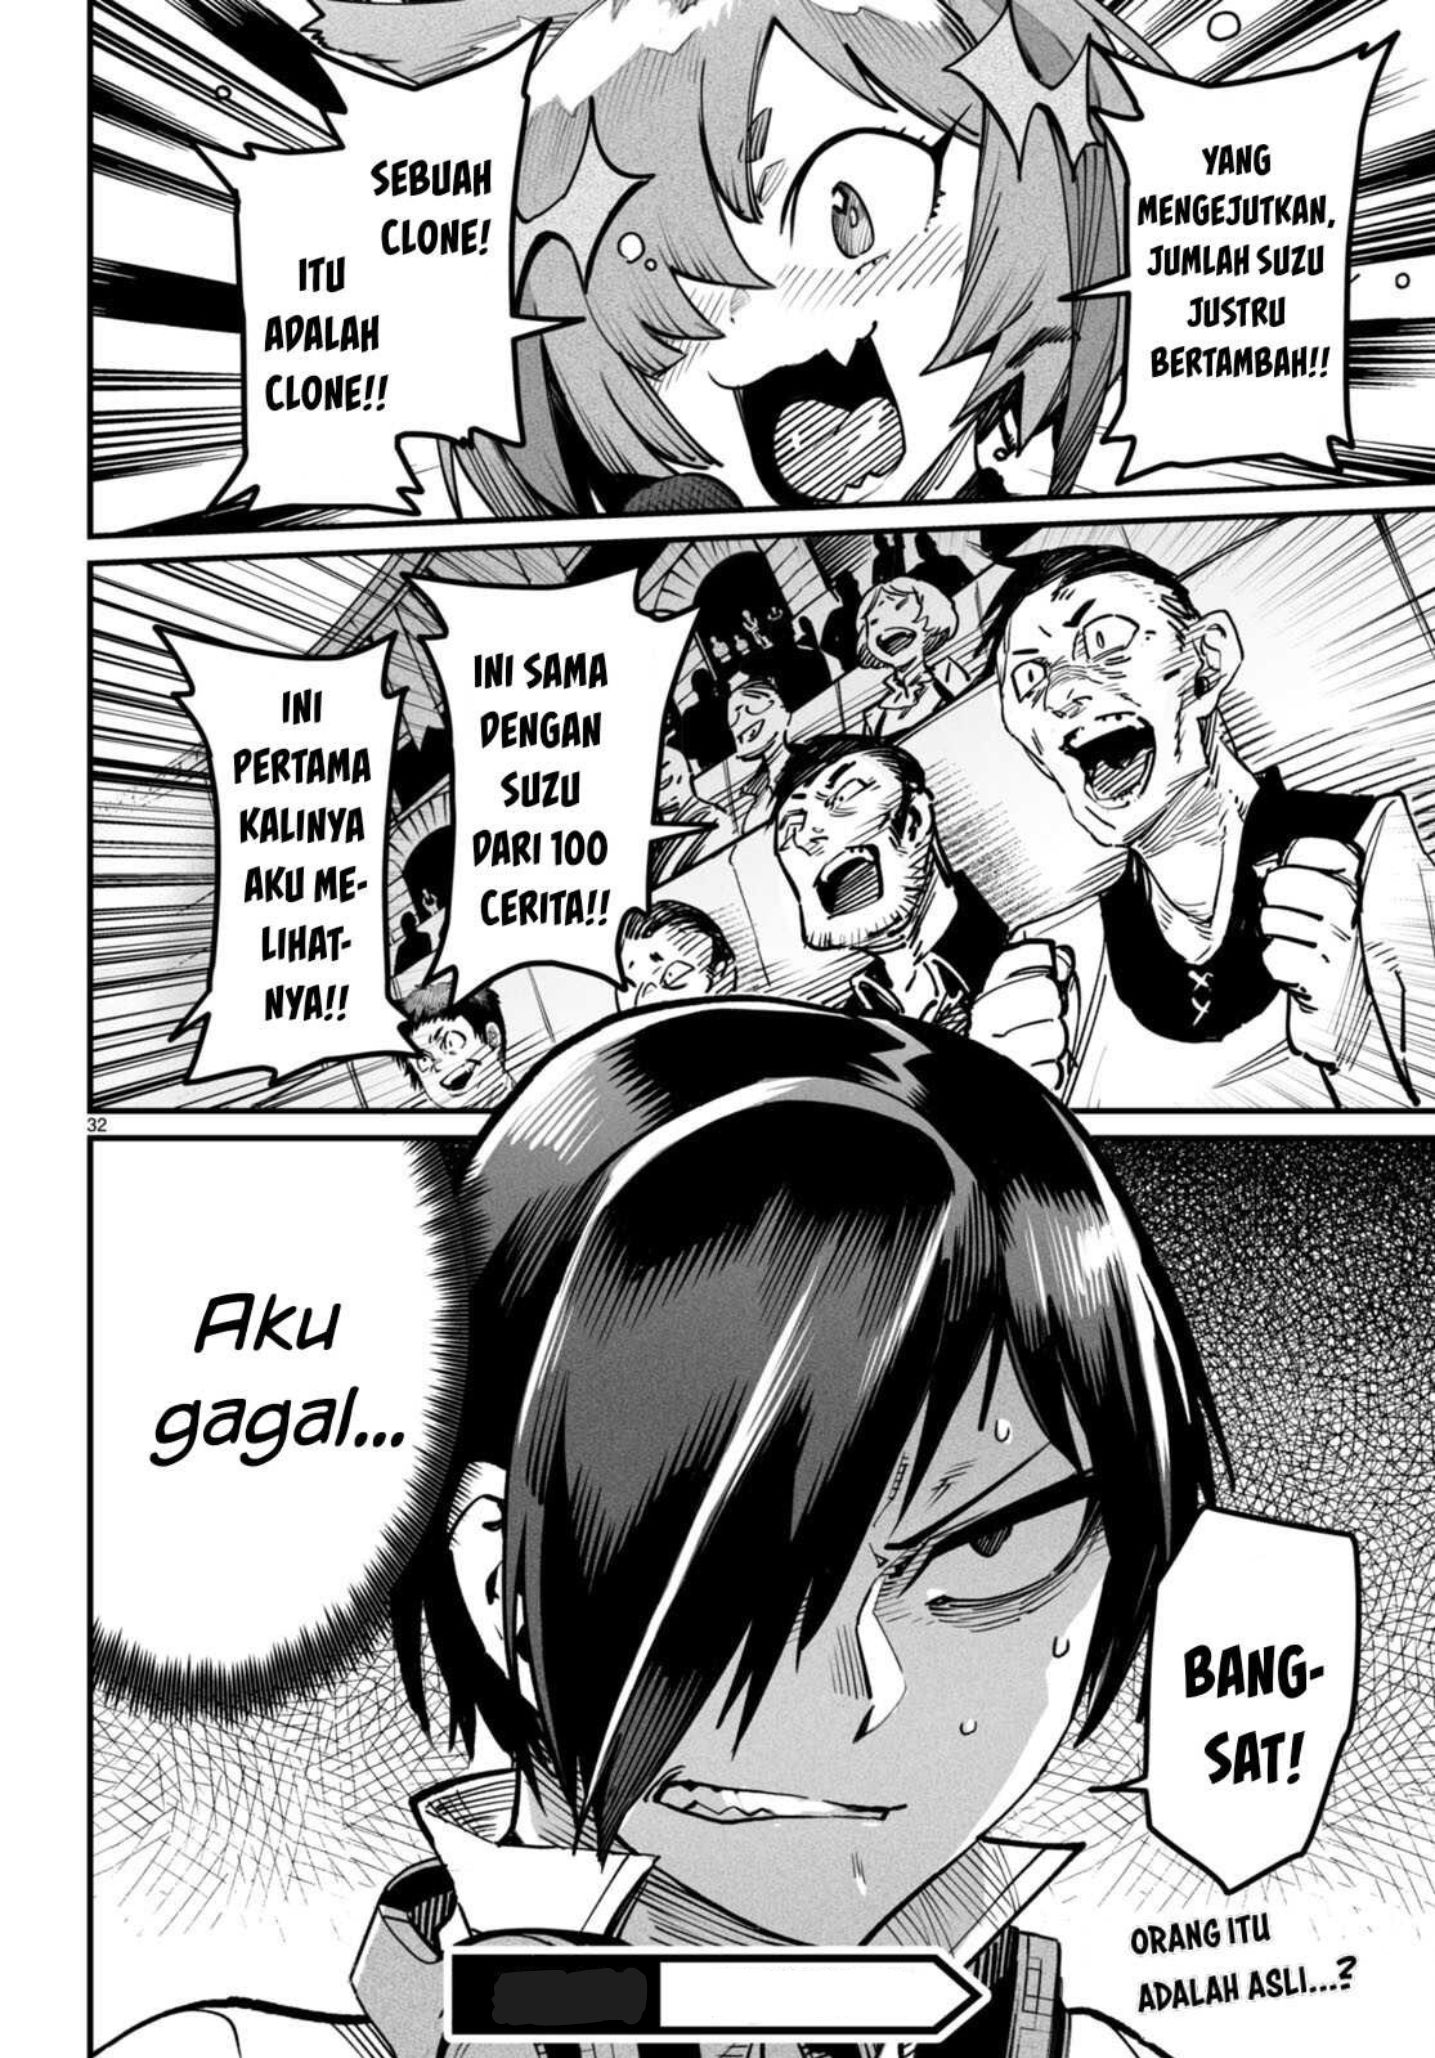 YANG
MENGEJUTKAN,
JUMLAH SUZU
JUSTRU
BERTAMBAH!!
SEBUAH
CLONE!
ITU
ADALAH
CLONE!!
INI SAMA
DENGAN
SUZU
DARI 100
CERITA!!
INI
PERTAMA
KALINYA
AKU ME-
LIHAT-
NYA!!
32
Aku
gagal...
BANG-
SAT!
ORANG ITU
ADALAH ASLI...?